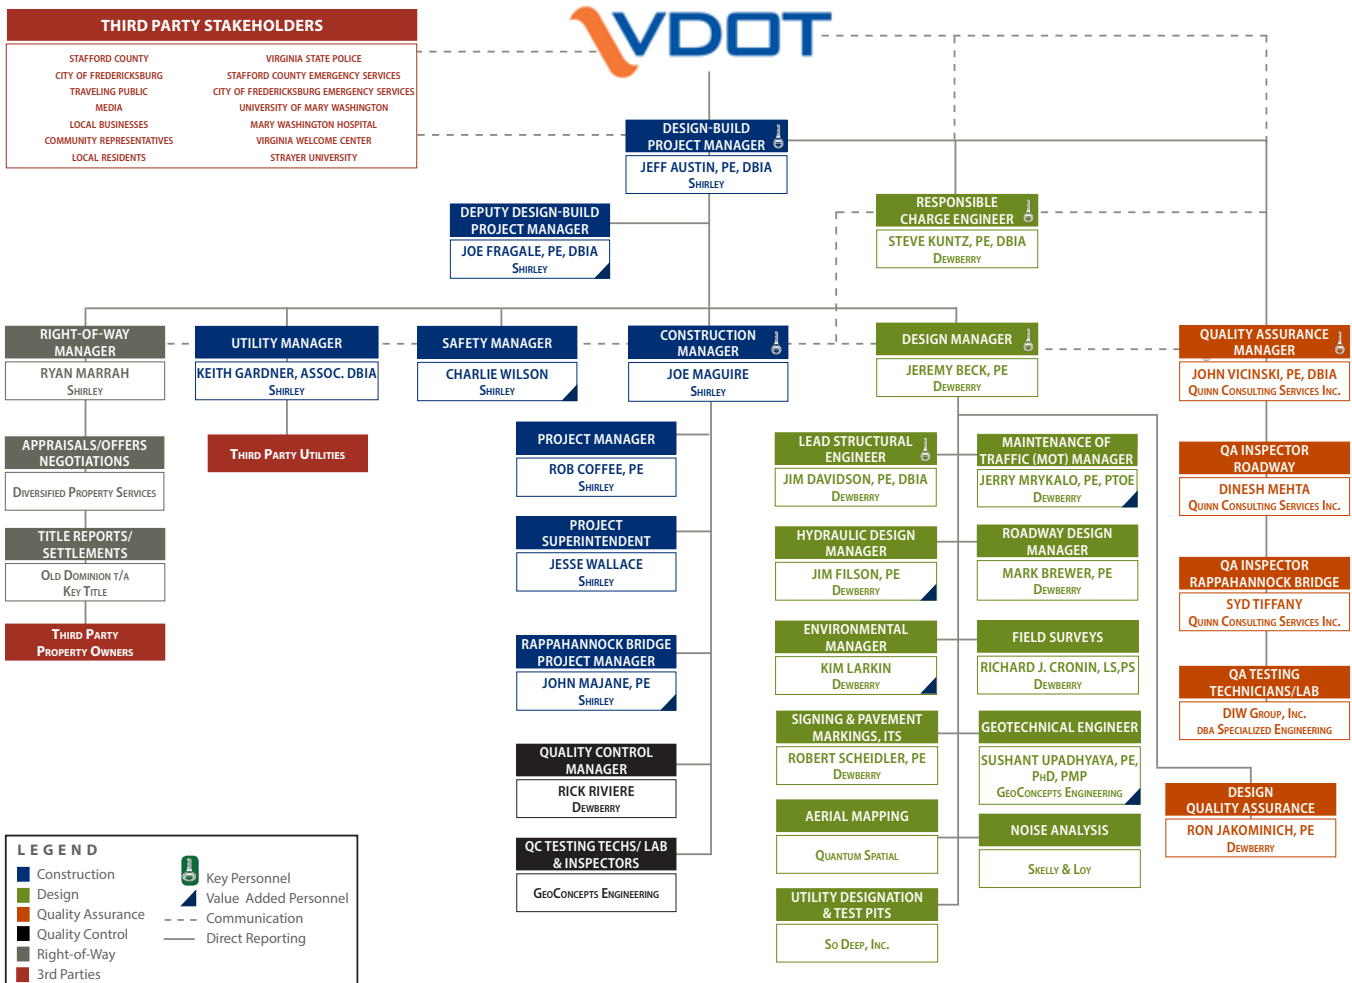 THIRD PARTY STAKEHOLDERS
STAFFORD COUNTY
CITY OF FREDERICKSBURG
TRAVELING PUBLIC
MEDIA
LOCAL BUSINESSES
COMMUNITY REPRESENTATIVES
LOCAL RESIDENTS
VIRGINIA STATE POLICE
STAFFORD COUNTY EMERGENCY SERVICES
CITY OF FREDERICKSBURG EMERGENCY SERVICES
UNIVERSITY OF MARY WASHINGTON
MARY WASHINGTON HOSPITAL
VIRGINIA WELCOME CENTER
STRAYER UNIVERSITY
VDOT
DESIGN-BUILD
PROJECT MANAGER
JEFF AUSTIN, PE, DBIA
SHIRLEY
DEPUTY DESIGN-BUILD
PROJECT MANAGER
JOE FRAGALE, PE, DBIA
SHIRLEY
RESPONSIBLE
CHARGE ENGINEER
STEVE KUNTZ, PE, DBIA
DEWBERRY
RIGHT-OF-WAY
MANAGER
RYAN MARRAH
SHIRLEY
UTILITY MANAGER
KEITH GARDNER, ASSOC. DBIA
SHIRLEY
SAFETY MANAGER
CHARLIE WILSON
SHIRLEY
CONSTRUCTION
MANAGER
JOE MAGUIRE
SHIRLEY
DESIGN MANAGER
JEREMY BECK, PE
DEWBERRY
QUALITY ASSURANCE
MANAGER
JOHN VICINSKI, PE, DBIA
QUINN CONSULTING SERVICES INC.
APPRAISALS/OFFERS
NEGOTIATIONS
DIVERSIFIED PROPERTY SERVICES
TITLE REPORTS/
SETTLEMENTS
OLD DOMINION T/A
KEY TITLE
THIRD PARTY
PROPERTY OWNERS
THIRD PARTY UTILITIES
PROJECT MANAGER
ROB COFFEE, PE
SHIRLEY
PROJECT
SUPERINTENDENT
JESSE WALLACE
SHIRLEY
RAPPAHANNOCK BRIDGE
PROJECT MANAGER
JOHN MAJANE, PE
SHIRLEY
QUALITY CONTROL
MANAGER
RICK RIVIERE
DEWBERRY
QC TESTING TECHS/ LAB
& INSPECTORS
GEOCONCEPTS ENGINEERING
LEAD STRUCTURAL
ENGINEER
JIM DAVIDSON, PE, DBIA
DEWBERRY
MAINTENANCE OF
TRAFFIC (MOT) MANAGER
JERRY MRYKALO, PE, PTOE
DEWBERRY
HYDRAULIC DESIGN
MANAGER
JIM FILSON, PE
DEWBERRY
ROADWAY DESIGN
MANAGER
MARK BREWER, PE
DEWBERRY
ENVIRONMENTAL
MANAGER
KIM LARKIN
DEWBERRY
FIELD SURVEYS
RICHARD J. CRONIN, LS,PS
DEWBERRY
SIGNING & PAVEMENT
MARKINGS, ITS
ROBERT SCHEIDLER, PE
DEWBERRY
GEOTECHNICAL ENGINEER
SUSHANT UPADHYAYA, PE,
PHD, PMP
GEOCONCEPTS ENGINEERING
AERIAL MAPPING
QUANTUM SPATIAL
NOISE ANALYSIS
SKELLY & LOY
UTILITY DESIGNATION
& TEST PITS
SO DEEP, INC.
QA INSPECTOR
ROADWAY
DINESH MEHTA
QUINN CONSULTING SERVICES INC.
QA INSPECTOR
RAPPAHANNOCK BRIDGE
SYD TIFFANY
QUINN CONSULTING SERVICES INC.
QA TESTING
TECHNICIANS/LAB
DIW GROUP, INC.
DBA SPECIALIZED ENGINEERING
DESIGN
QUALITY ASSURANCE
RON JAKOMINICH, PE
DEWBERRY
LEGEND
Construction
Design
Quality Assurance
Quality Control
Right-of-Way
3rd Parties
Key Personnel
Value Added Personnel
Communication
Direct Reporting